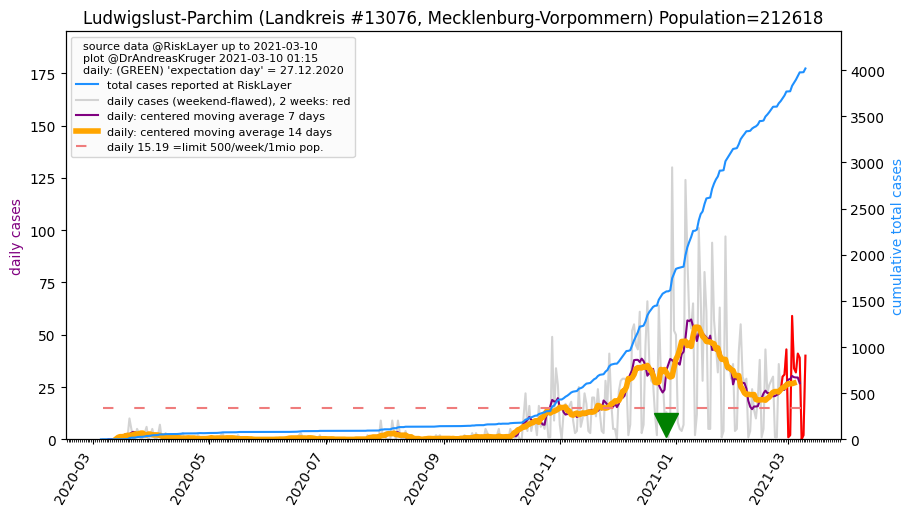 Ludwigslust-Parchim (Landkreis #13076, Mecklenburg-Vorpommern) Population=212618
source data @RiskLayer up to 2021-03-10
plot @DrAndreasKruger 2021-03-10 01:15
daily: (GREEN) 'expectation day' = 27.12.2020
total cases reported at RiskLayer
daily cases (weekend-flawed), 2 weeks: red
daily: centered moving average 7 days
daily: centered moving average 14 days
daily 15.19 =limit 500/week/1mio pop.
daily cases
175
150
125
100
75
50
25
0
cumulative total cases
4000
3500
3000
2500
2000
1500
1000
500
0
2020-03
2020-05
2020-07
2020-09
2020-11
2021-01
2021-03